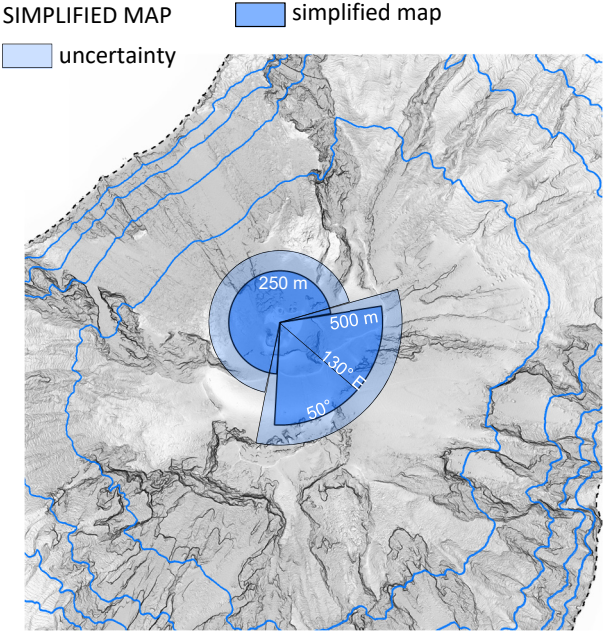 SIMPLIFIED MAP
simplified map
uncertainty
250 m
500 m
130° E
50°